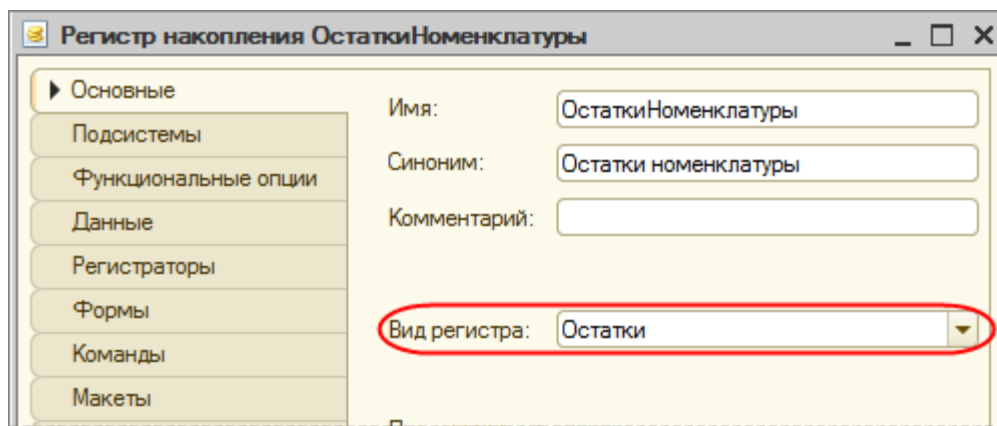 Регистр накопления ОстаткиНоменклатуры
Основные
Подсистемы
Функциональные опции
Данные
Регистраторы
Формы
Команды
Макеты
Имя: ОстаткиНоменклатуры
Синоним: Остатки номенклатуры
Комментарий:
Вид регистра: Остатки